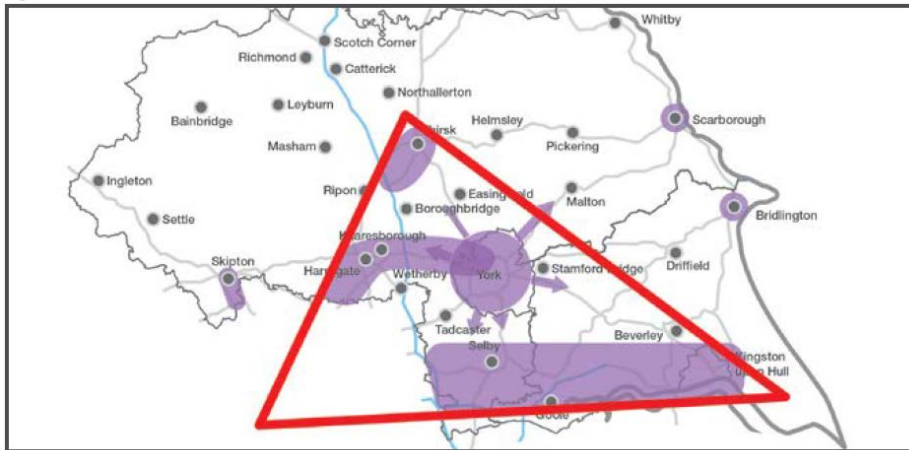 Whitby
Scotch Corner
Richmond
Catterick
Northallerton
Leyburn
Bainbridge
Helmsley
Scarborough
Masham
Pickering
Ingleton
Ripon
Easingwold
Malton
Settle
Boroughbridge
Bridlington
Knaresborough
Skipton
Harrogate
York
Stamford Bridge
Driffield
Wetherby
Tadcaster
Beverley
Selby
Kingston
upon Hull
Goole